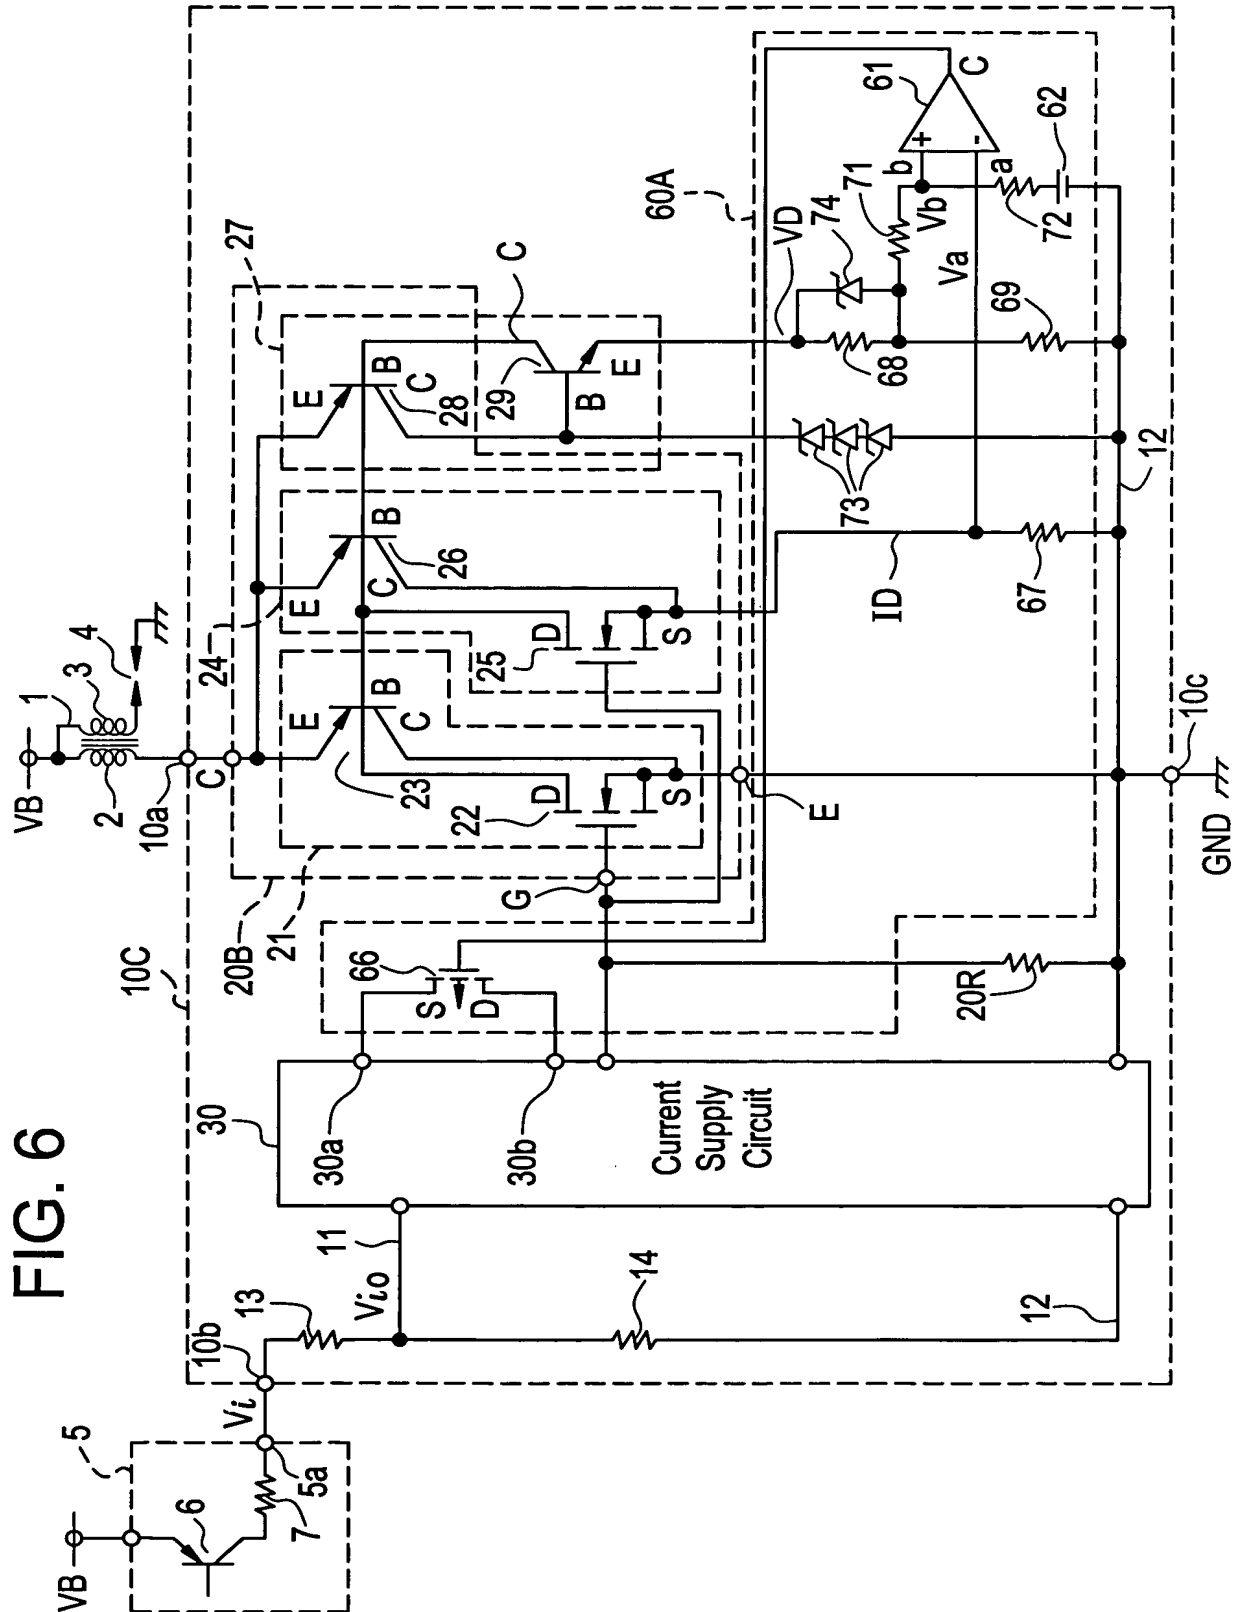 FIG. 6
VB
5
6
7
5a
Vi
10b
13
Vio
11
14
12
30
30a
30b
Current
Supply
Circuit
10C
20B
21
G
66
S
D
20R
VB
1
2
3
4
10a
C
24
E
B
C
23
22
D
S
E
10c
GND
E
B
C
26
25
D
S
27
E
B
C
28
C
29
B
E
60A
VD
74
68
71
Vb
b
61
+
-
C
a
72
62
Va
69
73
ID
67
12